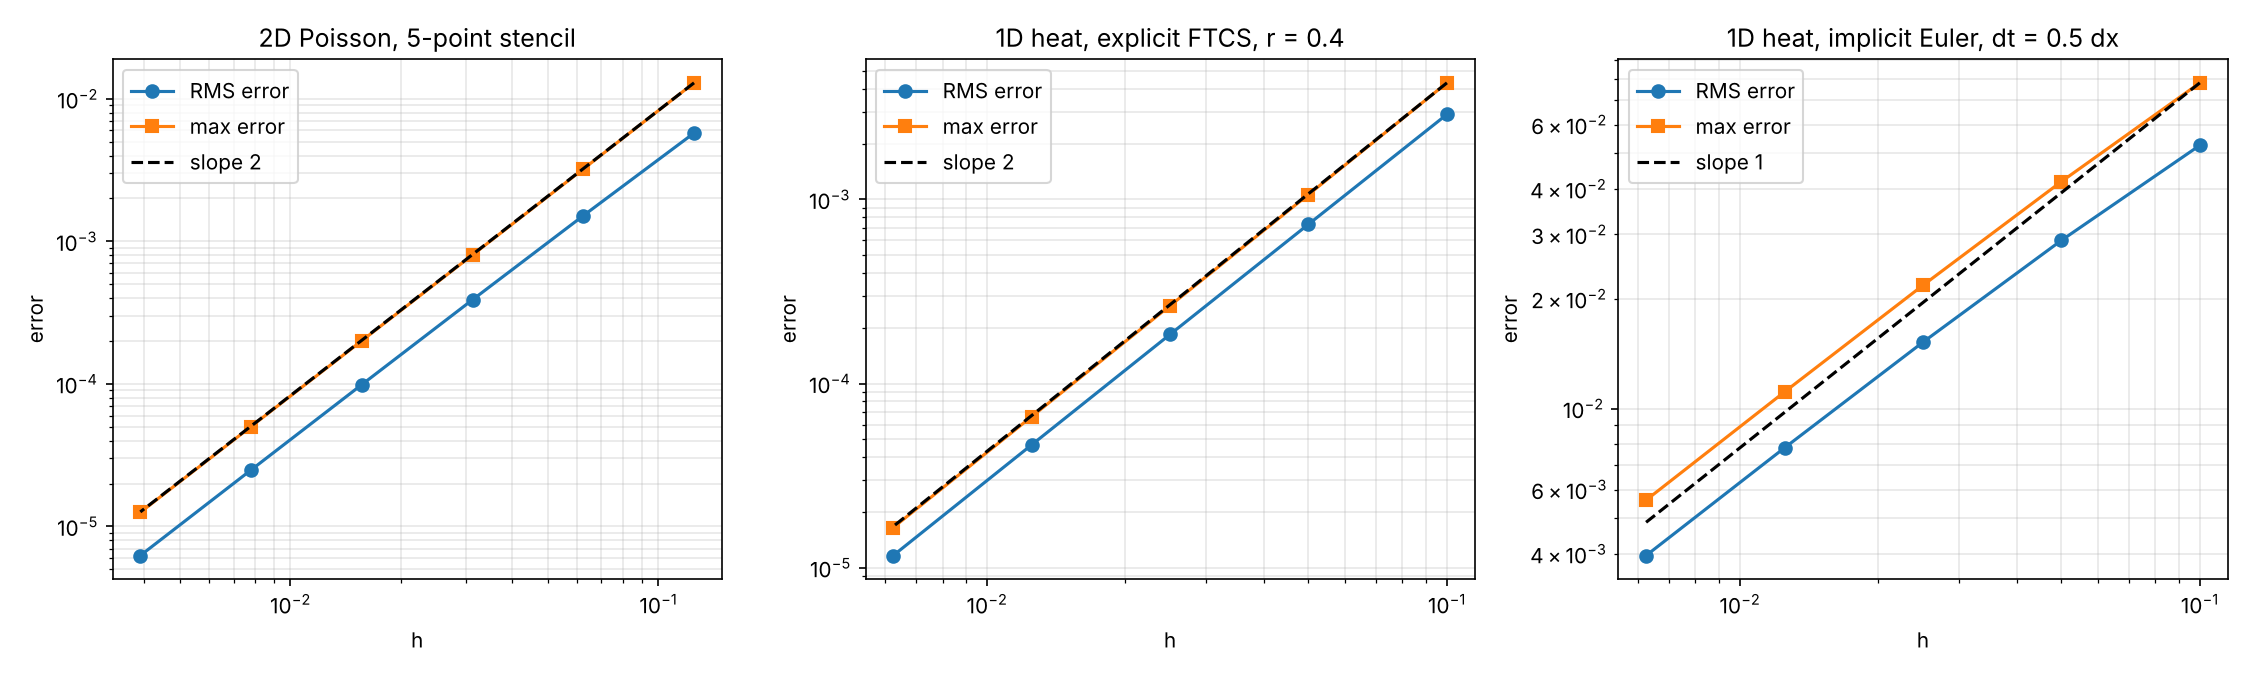 2D Poisson, 5-point stencil
RMS error
max error
slope 2
10⁻²
10⁻³
10⁻⁴
10⁻⁵
error
10⁻² 10⁻¹
h
1D heat, explicit FTCS, r = 0.4
RMS error
max error
slope 2
10⁻³
10⁻⁴
10⁻⁵
error
10⁻² 10⁻¹
h
1D heat, implicit Euler, dt = 0.5 dx
RMS error
max error
slope 1
6 × 10⁻²
4 × 10⁻²
3 × 10⁻²
2 × 10⁻²
10⁻²
6 × 10⁻³
4 × 10⁻³
error
10⁻² 10⁻¹
h